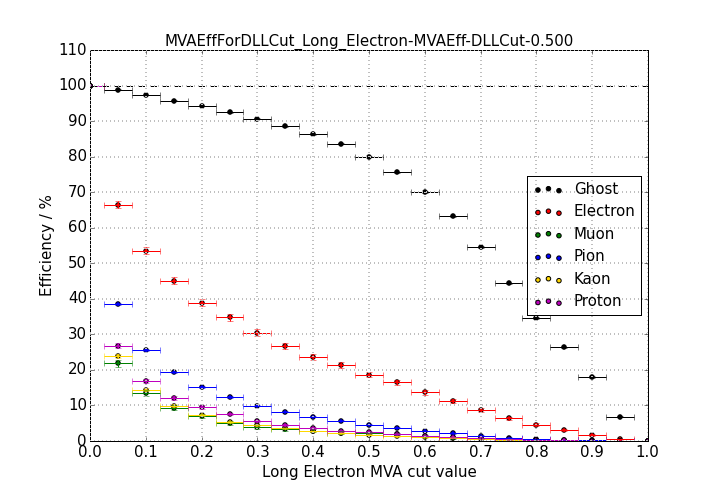 MVAEffForDLLCut_Long_Electron-MVAEff-DLLCut-0.500
110
100
90
80
70
60
50
40
30
20
10
0
Efficiency / %
Ghost
Electron
Muon
Pion
Kaon
Proton
0.0 0.1 0.2 0.3 0.4 0.5 0.6 0.7 0.8 0.9 1.0
Long Electron MVA cut value